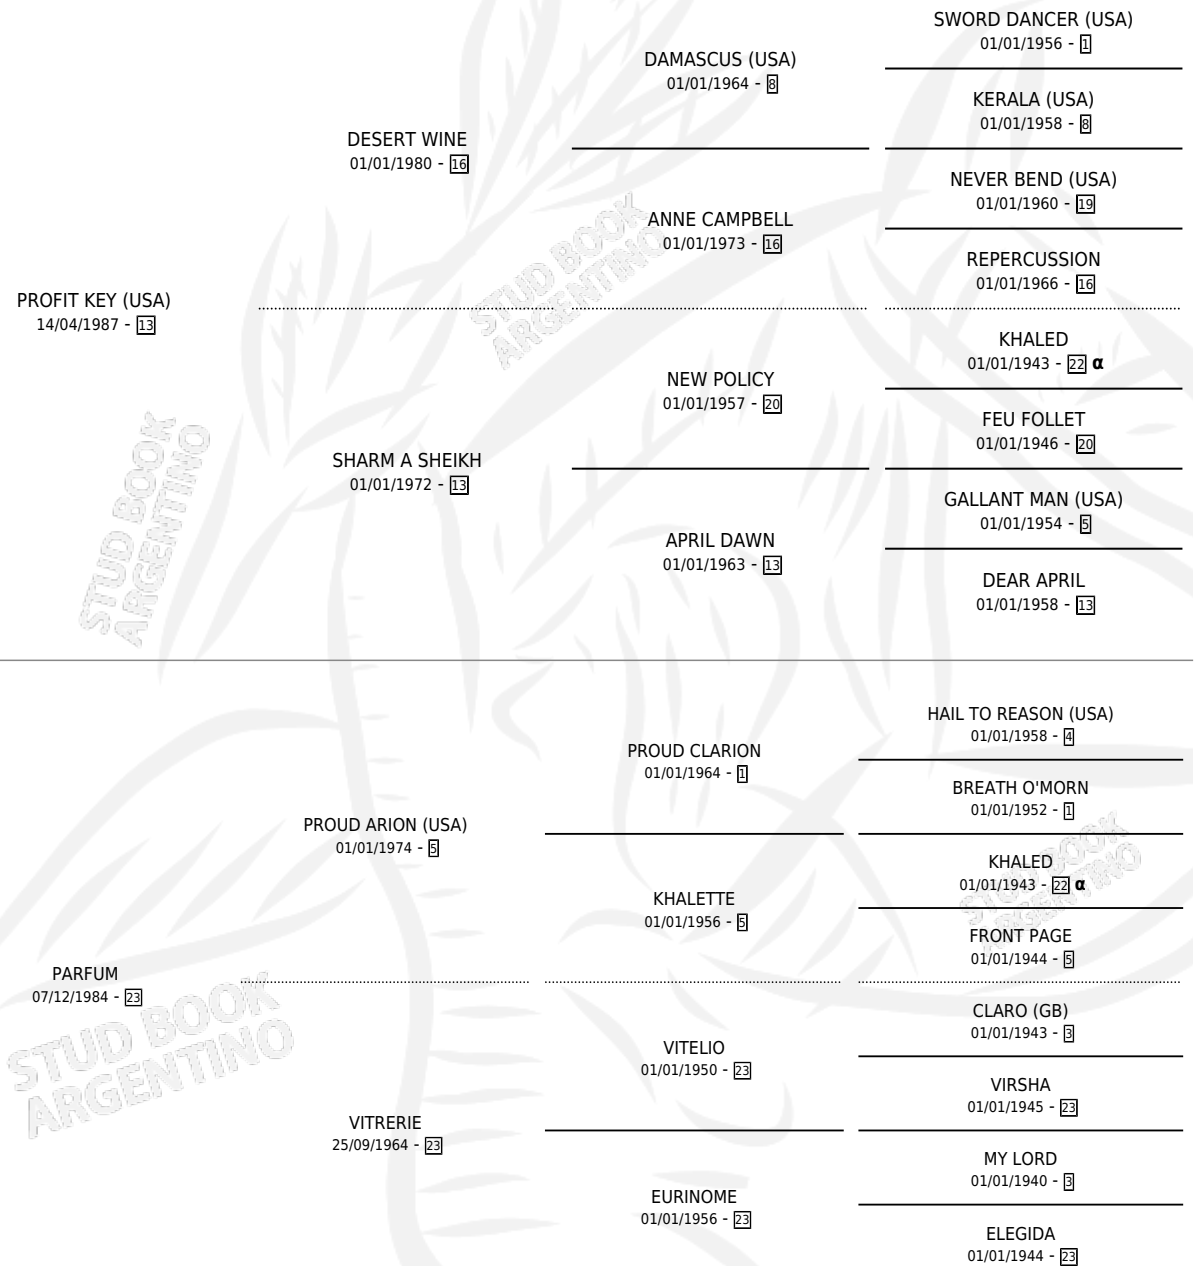 SWORD DANCER (USA)
01/01/1956 - 1
DAMASCUS (USA)
01/01/1964 - 8
KERALA (USA)
01/01/1958 - 8
DESERT WINE
01/01/1980 - 16
NEVER BEND (USA)
01/01/1960 - 19
ANNE CAMPBELL
01/01/1973 - 16
REPERCUSSION
01/01/1966 - 16
PROFIT KEY (USA)
14/04/1987 - 13
KHALED
01/01/1943 - 22 α
NEW POLICY
01/01/1957 - 20
FEU FOLLET
01/01/1946 - 20
SHARM A SHEIKH
01/01/1972 - 13
GALLANT MAN (USA)
01/01/1954 - 5
APRIL DAWN
01/01/1963 - 13
DEAR APRIL
01/01/1958 - 13
HAIL TO REASON (USA)
01/01/1958 - 4
PROUD CLARION
01/01/1964 - 1
BREATH O'MORN
01/01/1952 - 1
PROUD ARION (USA)
01/01/1974 - 5
KHALED
01/01/1943 - 22 α
KHALETTE
01/01/1956 - 5
FRONT PAGE
01/01/1944 - 5
PARFUM
07/12/1984 - 23
CLARO (GB)
01/01/1943 - 3
VITELIO
01/01/1950 - 23
VIRSHA
01/01/1945 - 23
VITRERIE
25/09/1964 - 23
MY LORD
01/01/1940 - 3
EURINOME
01/01/1956 - 23
ELEGIDA
01/01/1944 - 23
STUD BOOK
ARGENTINO
STUD BOOK
ARGENTINO
STUD BOOK
ARGENTINO
STUD BOOK
ARGENTINO